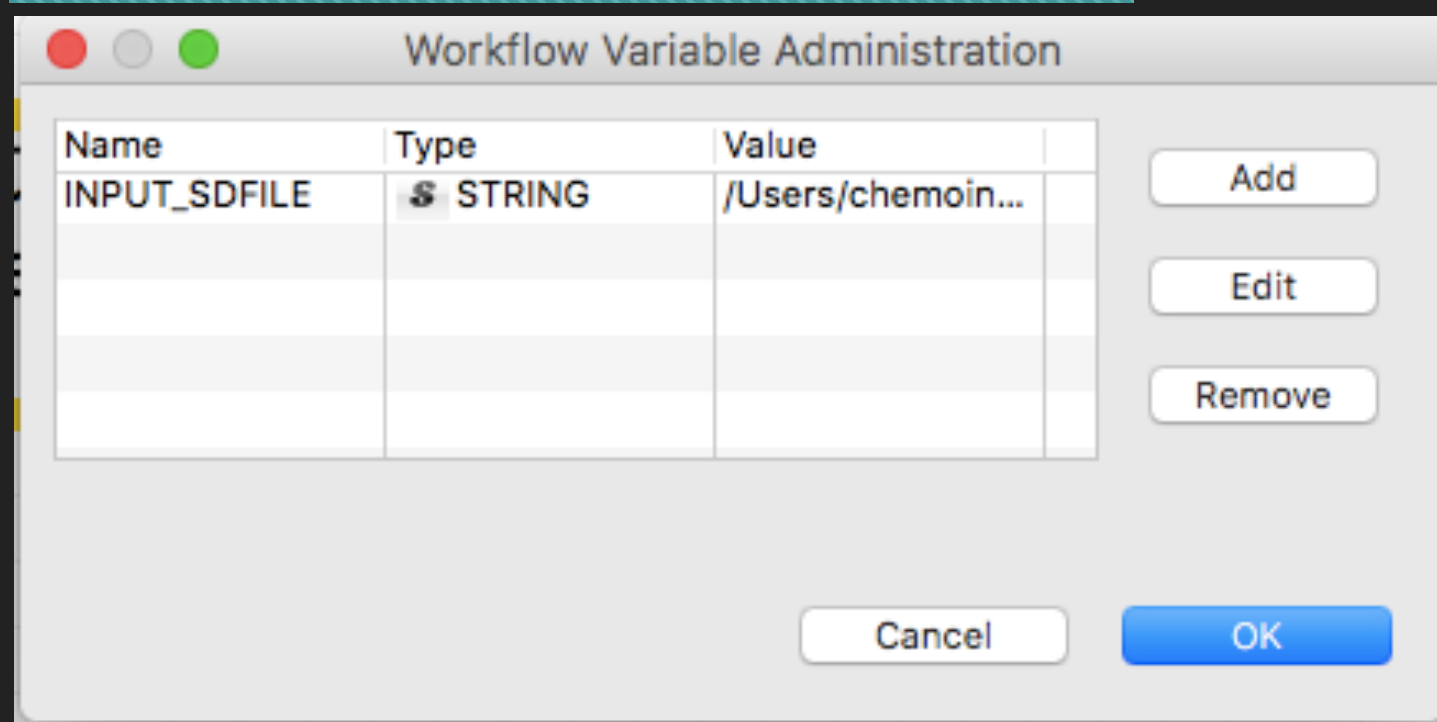 Workflow Variable Administration
Name Type Value
INPUT_SDFILE S STRING /Users/chemoin...
Add
Edit
Remove
Cancel OK